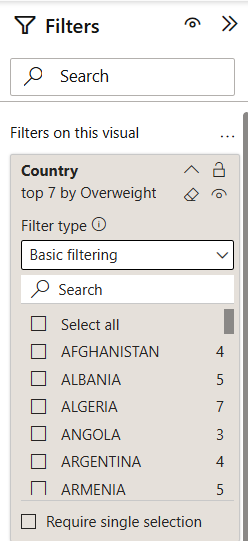 Filters
Search
Filters on this visual ...
Country
top 7 by Overweight
Filter type
Basic filtering
Search
Select all
AFGHANISTAN 4
ALBANIA 5
ALGERIA 7
ANGOLA 3
ARGENTINA 4
ARMENIA 5
Require single selection